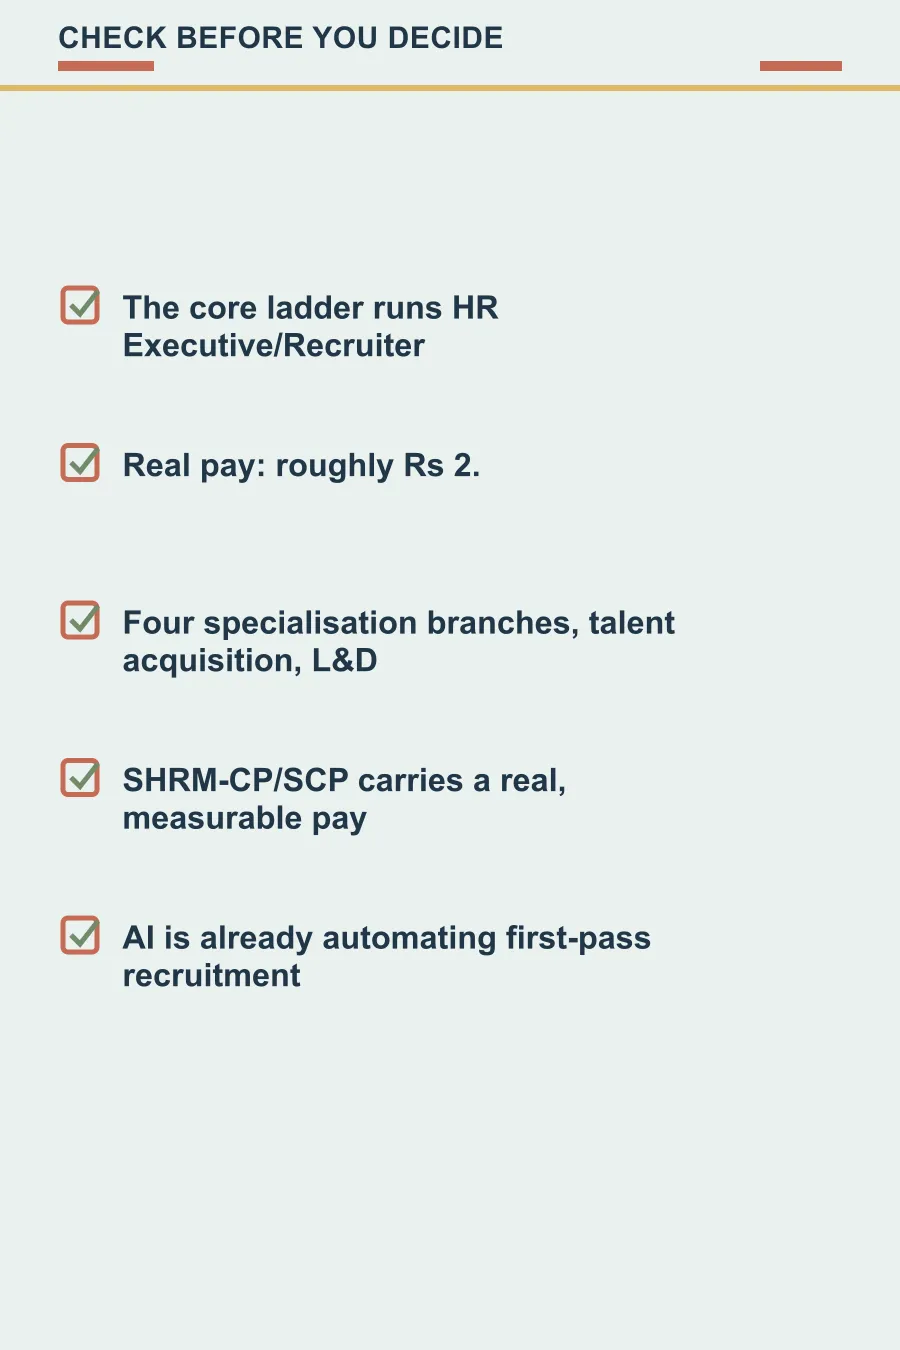 CHECK BEFORE YOU DECIDE
The core ladder runs HR
Executive/Recruiter
Real pay: roughly Rs 2.
Four specialisation branches, talent
acquisition, L&D
SHRM-CP/SCP carries a real,
measurable pay
AI is already automating first-pass
recruitment